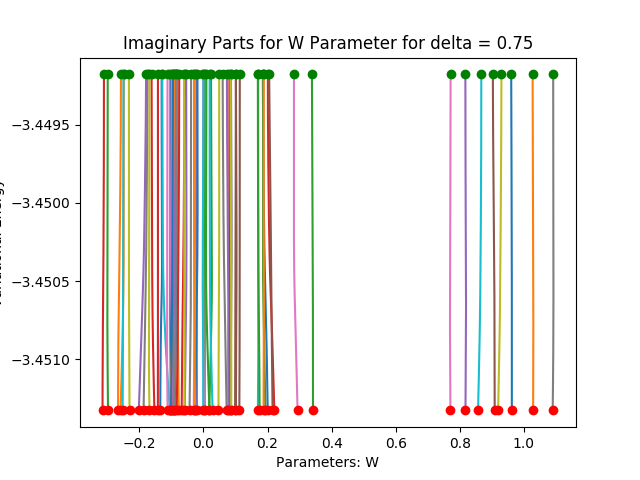 Imaginary Parts for W Parameter for delta = 0.75
−3.4495
−3.4500
−3.4505
−3.4510
−0.2 0.0 0.2 0.4 0.6 0.8 1.0
Parameters: W